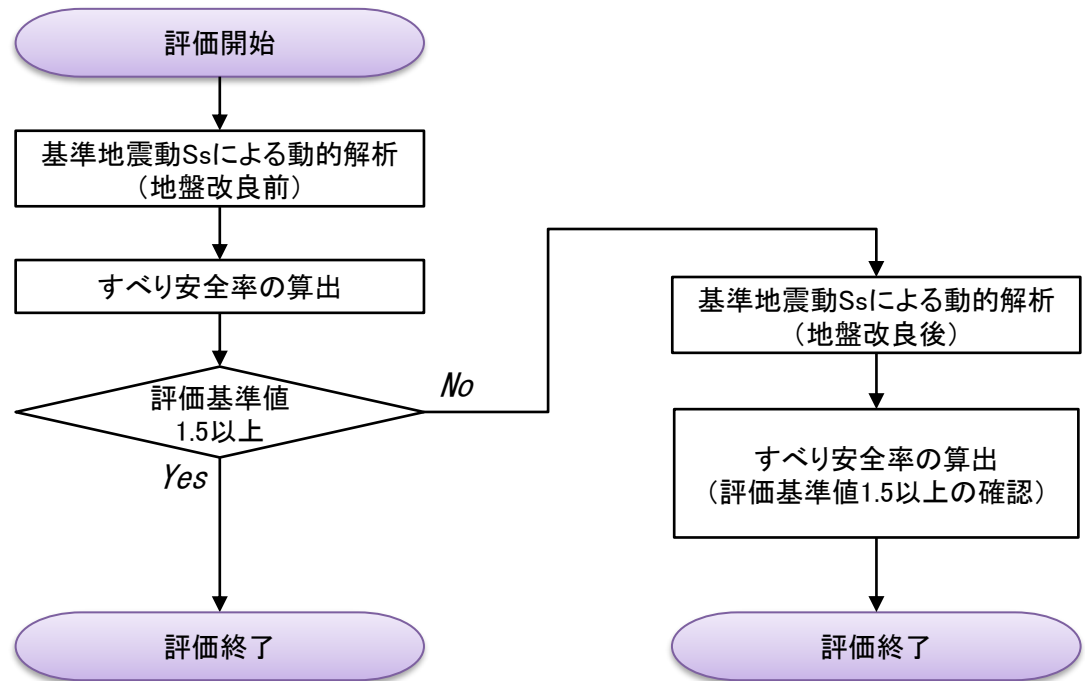 評価開始
基準地震動Ssによる動的解析
（地盤改良前）
すべり安全率の算出
評価基準値
1.5以上
No
Yes
評価終了
基準地震動Ssによる動的解析
（地盤改良後）
すべり安全率の算出
（評価基準値1.5以上の確認）
評価終了